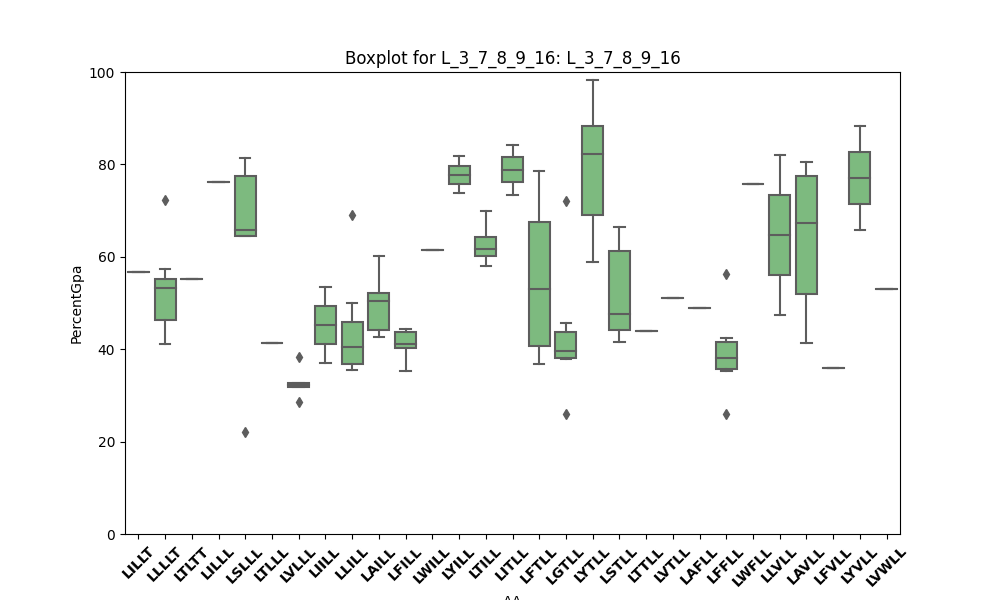 Boxplot for L_3_7_8_9_16: L_3_7_8_9_16
PercentGpa
100
80
60
40
20
0
LILLT
LLLLT
LTLTT
LILLL
LSLLL
LTLLL
LVLLL
LIILL
LLILL
LAILL
LFILL
LWILL
LYILL
LTILL
LITLL
LFTLL
LGTLL
LYTLL
LSTLL
LTTLL
LVTLL
LAFLL
LFFLL
LWFLL
LLVLL
LAVLL
LFVLL
LYVLL
LVWLL
AA